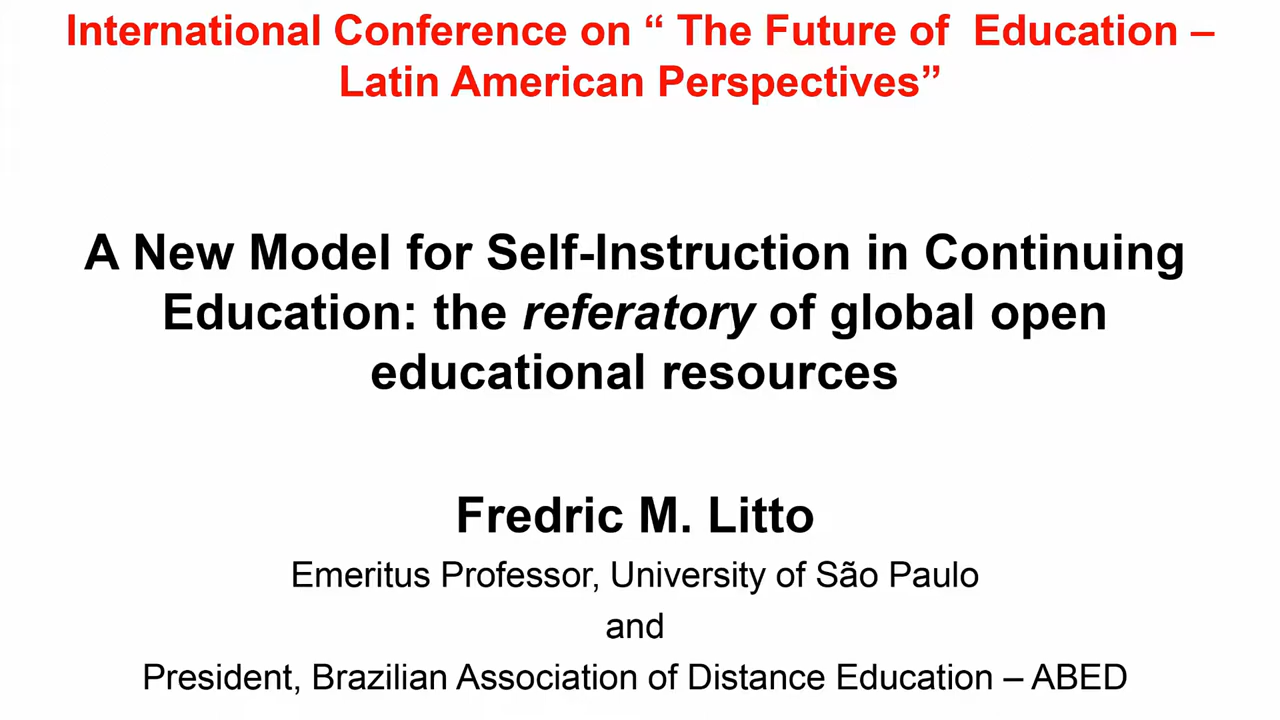 International Conference on “ The Future of  Education –
Latin American Perspectives”
A New Model for Self-Instruction in Continuing
Education: the referatory of global open
educational resources
Fredric M. Litto
Emeritus Professor, University of São Paulo
and
President, Brazilian Association of Distance Education – ABED